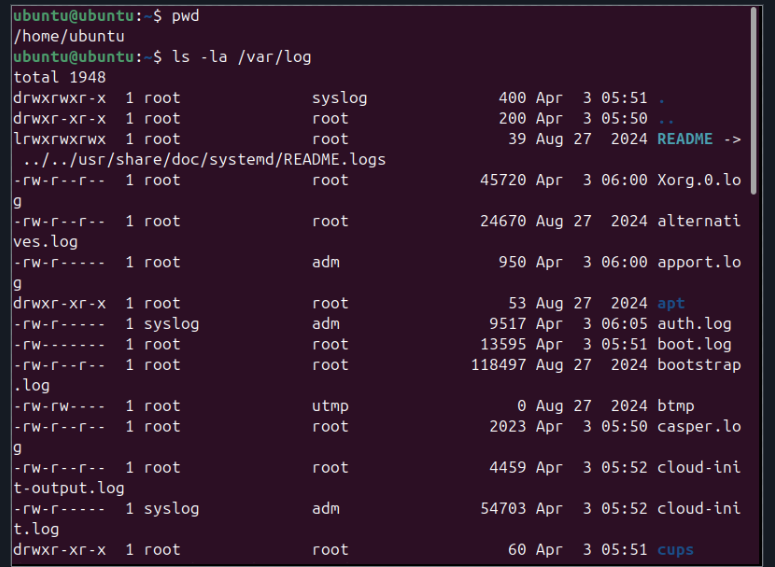 ubuntu@ubuntu:~$ pwd
/home/ubuntu
ubuntu@ubuntu:~$ ls -la /var/log
total 1948
drwxrwxr-x  1 root              syslog              400 Apr  3 05:51 .
drwxr-xr-x  1 root              root                200 Apr  3 05:50 ..
lrwxrwxrwx  1 root              root                 39 Aug 27  2024 README ->
 ../../usr/share/doc/systemd/README.logs
-rw-r--r--  1 root              root              45720 Apr  3 06:00 Xorg.0.lo
g
-rw-r--r--  1 root              root              24670 Aug 27  2024 alternati
ves.log
-rw-r-----  1 root              adm                 950 Apr  3 06:00 apport.lo
g
drwxr-xr-x  1 root              root                 53 Aug 27  2024 apt
-rw-r-----  1 syslog            adm                9517 Apr  3 06:05 auth.log
-rw-------  1 root              root              13595 Apr  3 05:51 boot.log
-rw-r--r--  1 root              root             118497 Aug 27  2024 bootstrap
.log
-rw-rw----  1 root              utmp                  0 Aug 27  2024 btmp
-rw-r--r--  1 root              root               2023 Apr  3 05:50 casper.lo
g
-rw-r--r--  1 root              root               4459 Apr  3 05:52 cloud-ini
t-output.log
-rw-r-----  1 syslog            adm               54703 Apr  3 05:52 cloud-ini
t.log
drwxr-xr-x  1 root              root                 60 Apr  3 05:51 cups